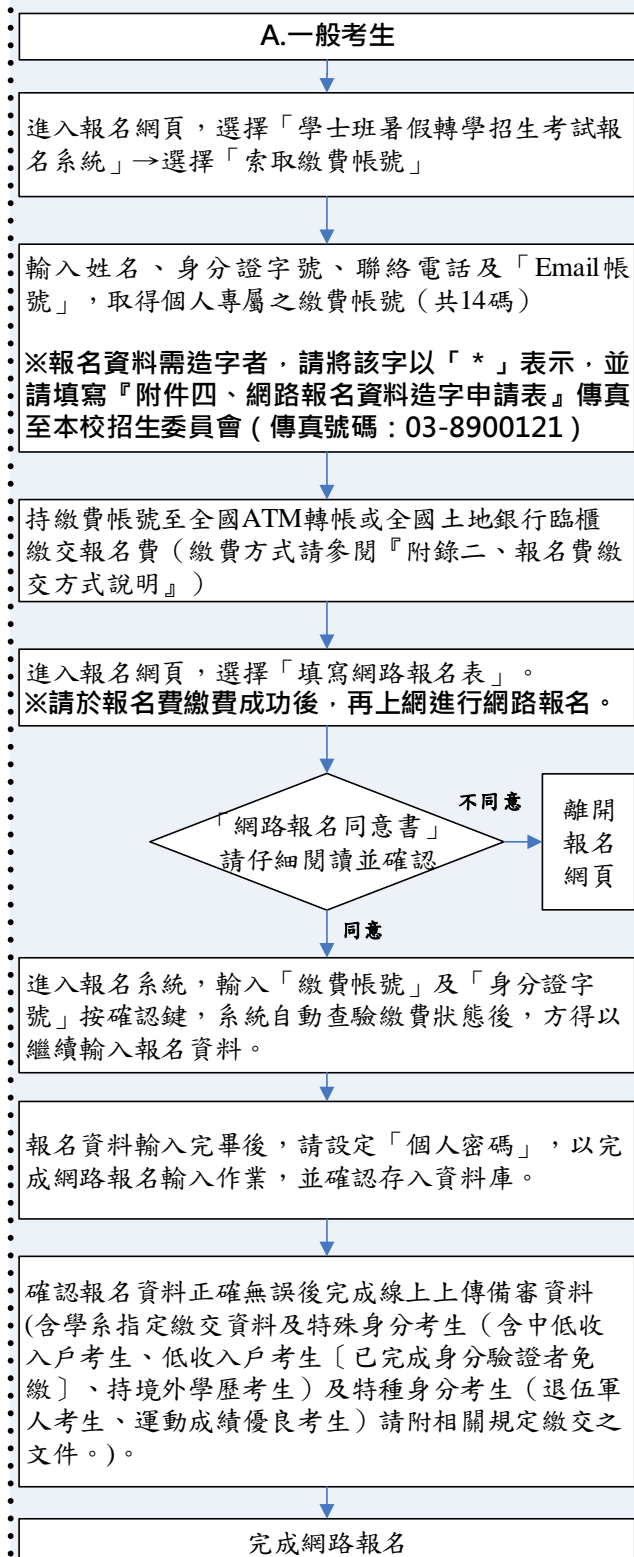 A.一般考生
進入報名網頁，選擇「學士班暑假轉學招生考試報
名系統」→選擇「索取繳費帳號」
輸入姓名、身分證字號、聯絡電話及「Email帳
號」，取得個人專屬之繳費帳號（共14碼）
※報名資料需造字者，請將該字以「 * 」表示，並
請填寫『附件四、網路報名資料造字申請表』傳真
至本校招生委員會（傳真號碼：03-8900121）
持繳費帳號至全國ATM轉帳或全國土地銀行臨櫃
繳交報名費（繳費方式請參閱『附錄二、報名費繳
交方式說明』）
進入報名網頁，選擇「填寫網路報名表」。
※請於報名費繳費成功後，再上網進行網路報名。
「網路報名同意書」
請仔細閱讀並確認
不同意
離開
報名
網頁
同意
進入報名系統，輸入「繳費帳號」及「身分證字
號」按確認鍵，系統自動查驗繳費狀態後，方得以
繼續輸入報名資料。
報名資料輸入完畢後，請設定「個人密碼」，以完
成網路報名輸入作業，並確認存入資料庫。
確認報名資料正確無誤後完成線上上傳備審資料
(含學系指定繳交資料及特殊身分考生（含中低收
入戶考生、低收入戶考生〔已完成身分驗證者免
繳〕、持境外學歷考生）及特種身分考生（退伍軍
人考生、運動成績優良考生）請附相關規定繳交之
文件。)。
完成網路報名